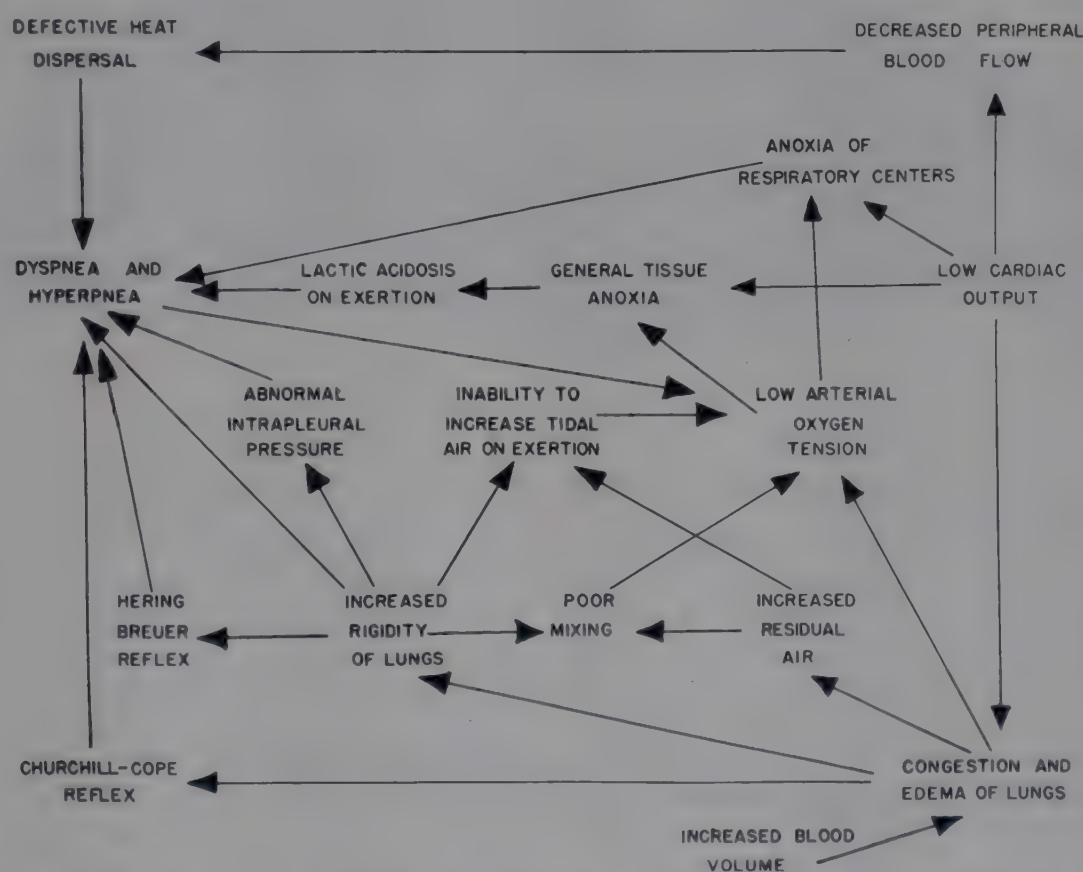 DEFECTIVE HEAT
DISPERSAL
DECREASED PERIPHERAL
BLOOD FLOW
ANOXIA OF
RESPIRATORY CENTERS
DYSPNEA AND
HYPERPNEA
LACTIC ACIDOSIS
ON EXERTION
GENERAL TISSUE
ANOXIA
LOW CARDIAC
OUTPUT
ABNORMAL
INTRAPLEURAL
PRESSURE
INABILITY TO
INCREASE TIDAL
AIR ON EXERTION
LOW ARTERIAL
OXYGEN
TENSION
HERING
BREUER
REFLEX
INCREASED
RIGIDITY
OF LUNGS
POOR
MIXING
INCREASED
RESIDUAL
AIR
CHURCHILL-COPE
REFLEX
CONGESTION AND
EDEMA OF LUNGS
INCREASED BLOOD
VOLUME